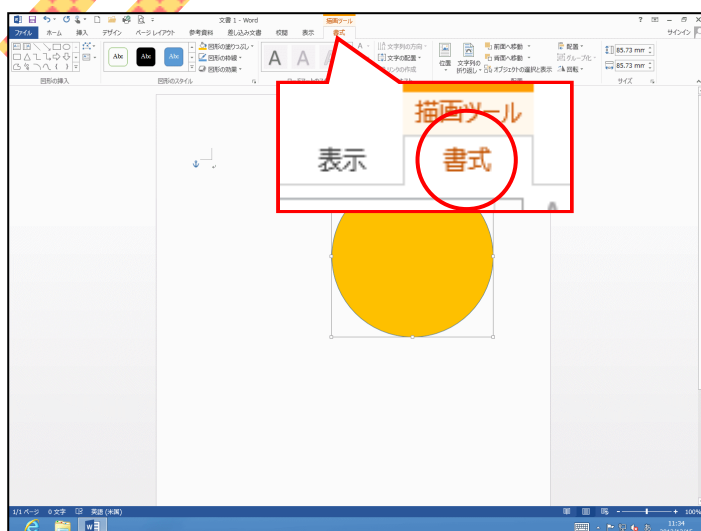 文書 1 - Word
描画ツール
サインイン
ファイル ホーム 挿入 デザイン ページ レイアウト 参考資料 差し込み文書 校閲 表示 書式
Abc Abc Abc
図形の塗りつぶし
図形の枠線
図形の効果
A A A
文字列の方向
文字の配置
リンクの作成
位置
文字列の
折り返し
前面へ移動
背面へ移動
オブジェクトの選択と表示
配置
グループ化
回転
85.73 mm
85.73 mm
図形の挿入 図形のスタイル 配置 サイズ
描画ツール
表示 書式
1/1 ページ 0 文字 英語 (米国) 100%
11:34